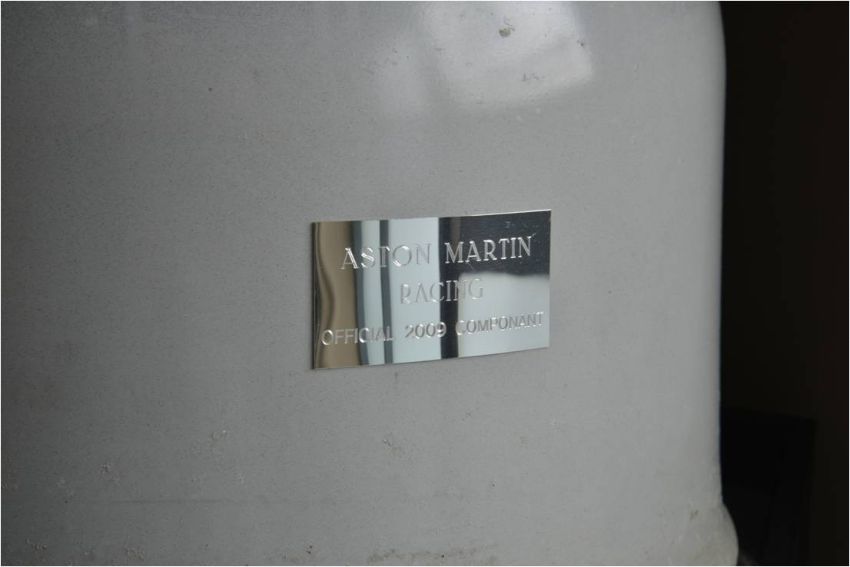 ASTON MARTIN
RACING
OFFICIAL 2009 COMPONANT